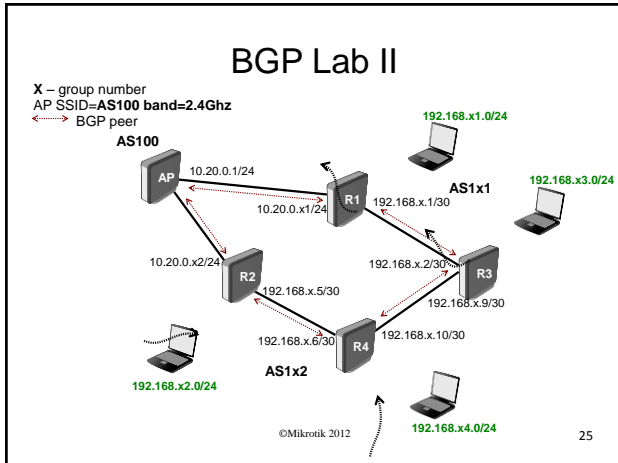 BGP Lab II
X – group number
AP SSID=AS100 band=2.4Ghz
BGP peer
AS100
192.168.x1.0/24
AP
10.20.0.1/24
R1
AS1x1
192.168.x3.0/24
10.20.0.x1/24
192.168.x.1/30
10.20.0.x2/24
R2
192.168.x.2/30
R3
192.168.x.5/30
192.168.x.9/30
192.168.x.6/30
R4
192.168.x.10/30
AS1x2
192.168.x2.0/24
192.168.x4.0/24
©Mikrotik 2012
25